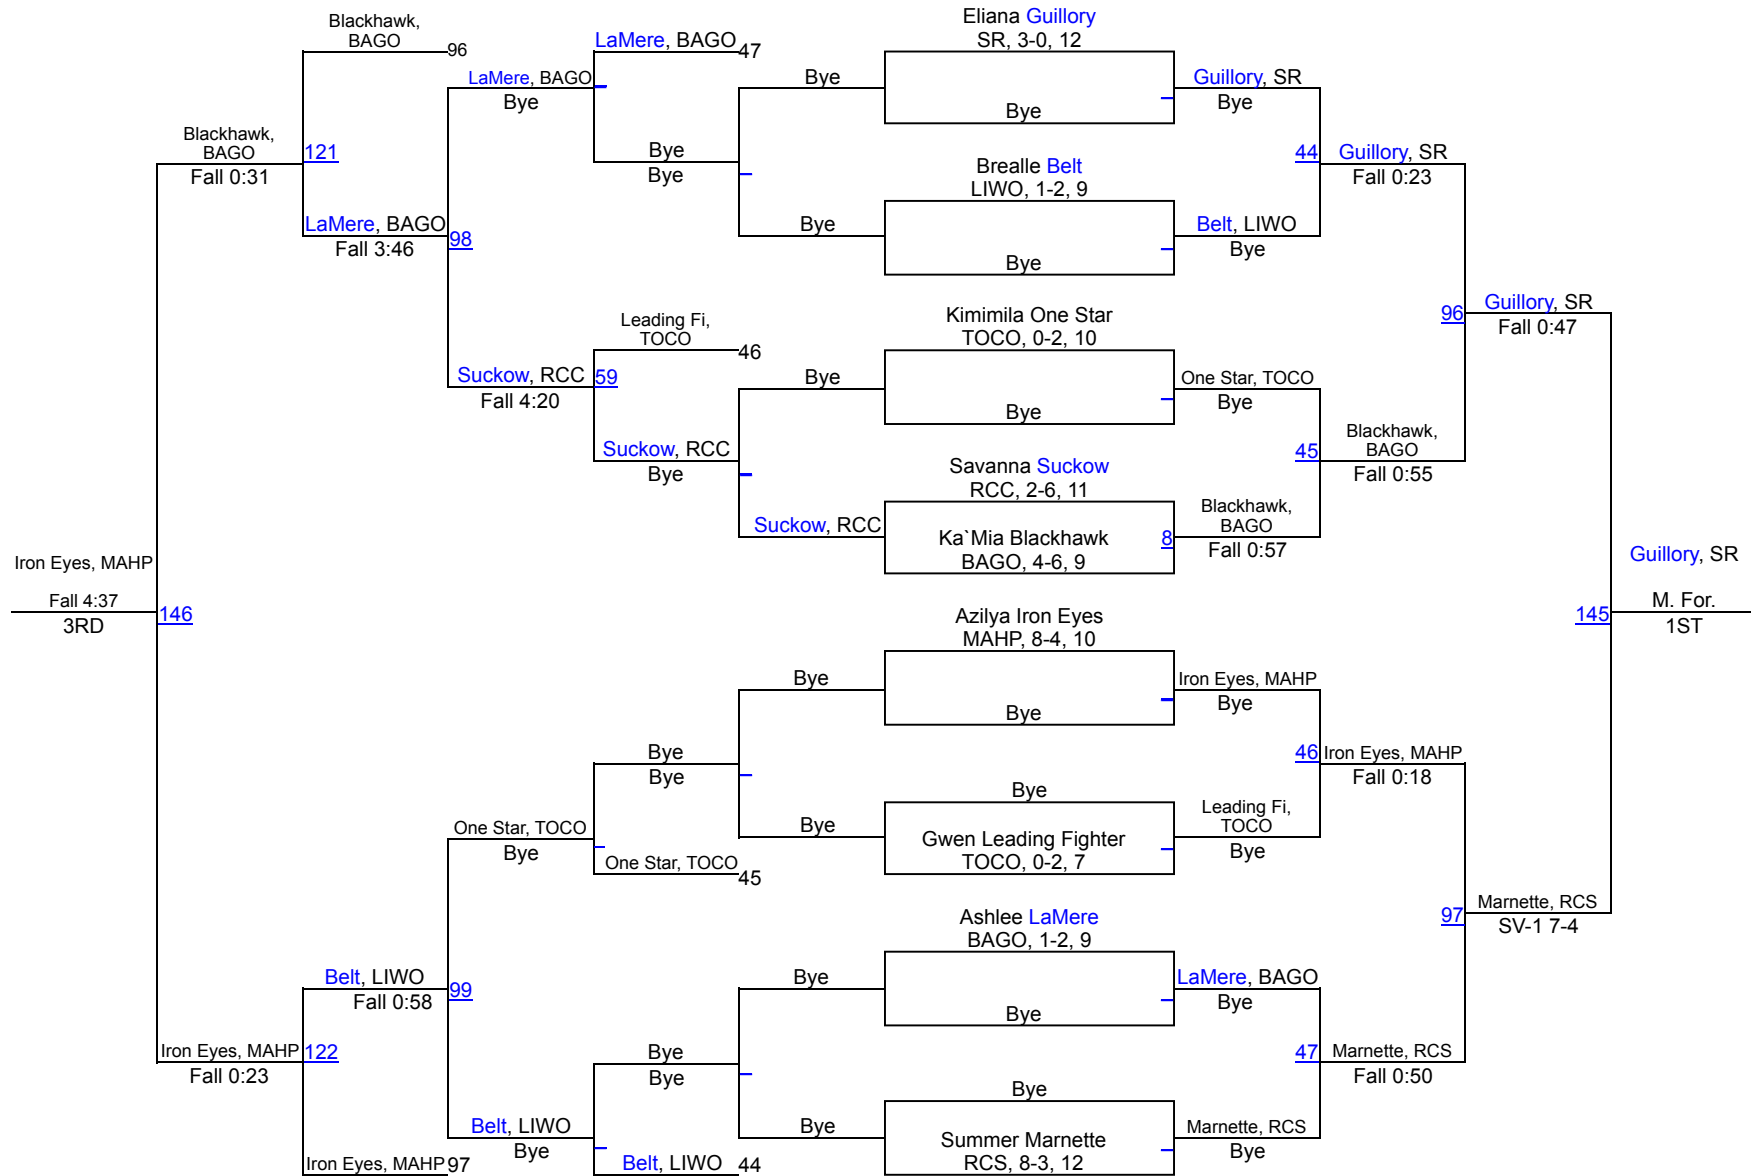 Blackhawk,
BAGO
96
Blackhawk,
BAGO
Fall 0:31
121
LaMere, BAGO
Fall 3:46
98
LaMere, BAGO
Bye
LaMere, BAGO
47
Bye
Bye
Bye
Bye
Leading Fi,
TOCO
46
Suckow, RCC
Fall 4:20
59
Suckow, RCC
Bye
Bye
Suckow, RCC
Eliana Guillory
SR, 3-0, 12
Bye
Guillory, SR
Bye
Brealle Belt
LIWO, 1-2, 9
Bye
Belt, LIWO
Bye
44
Guillory, SR
Fall 0:23
Kimimila One Star
TOCO, 0-2, 10
Bye
One Star, TOCO
Bye
Savanna Suckow
RCC, 2-6, 11
Ka`Mia Blackhawk
BAGO, 4-6, 9
8
Blackhawk,
BAGO
Fall 0:57
45
Blackhawk,
BAGO
Fall 0:55
96
Guillory, SR
Fall 0:47
Iron Eyes, MAHP
Fall 4:37
3RD
146
Guillory, SR
M. For.
1ST
145
Azilya Iron Eyes
MAHP, 8-4, 10
Bye
Bye
Iron Eyes, MAHP
Bye
Bye
Bye
Bye
Bye
Gwen Leading Fighter
TOCO, 0-2, 7
Leading Fi,
TOCO
Bye
46
Iron Eyes, MAHP
Fall 0:18
One Star, TOCO
Bye
One Star, TOCO
45
Ashlee LaMere
BAGO, 1-2, 9
Bye
Bye
LaMere, BAGO
Bye
97
Marnette, RCS
SV-1 7-4
Belt, LIWO
Fall 0:58
99
Iron Eyes, MAHP
Fall 0:23
122
Bye
Bye
47
Marnette, RCS
Fall 0:50
Bye
Bye
Summer Marnette
RCS, 8-3, 12
Marnette, RCS
Bye
Belt, LIWO
Bye
Belt, LIWO
44
Iron Eyes, MAHP
97